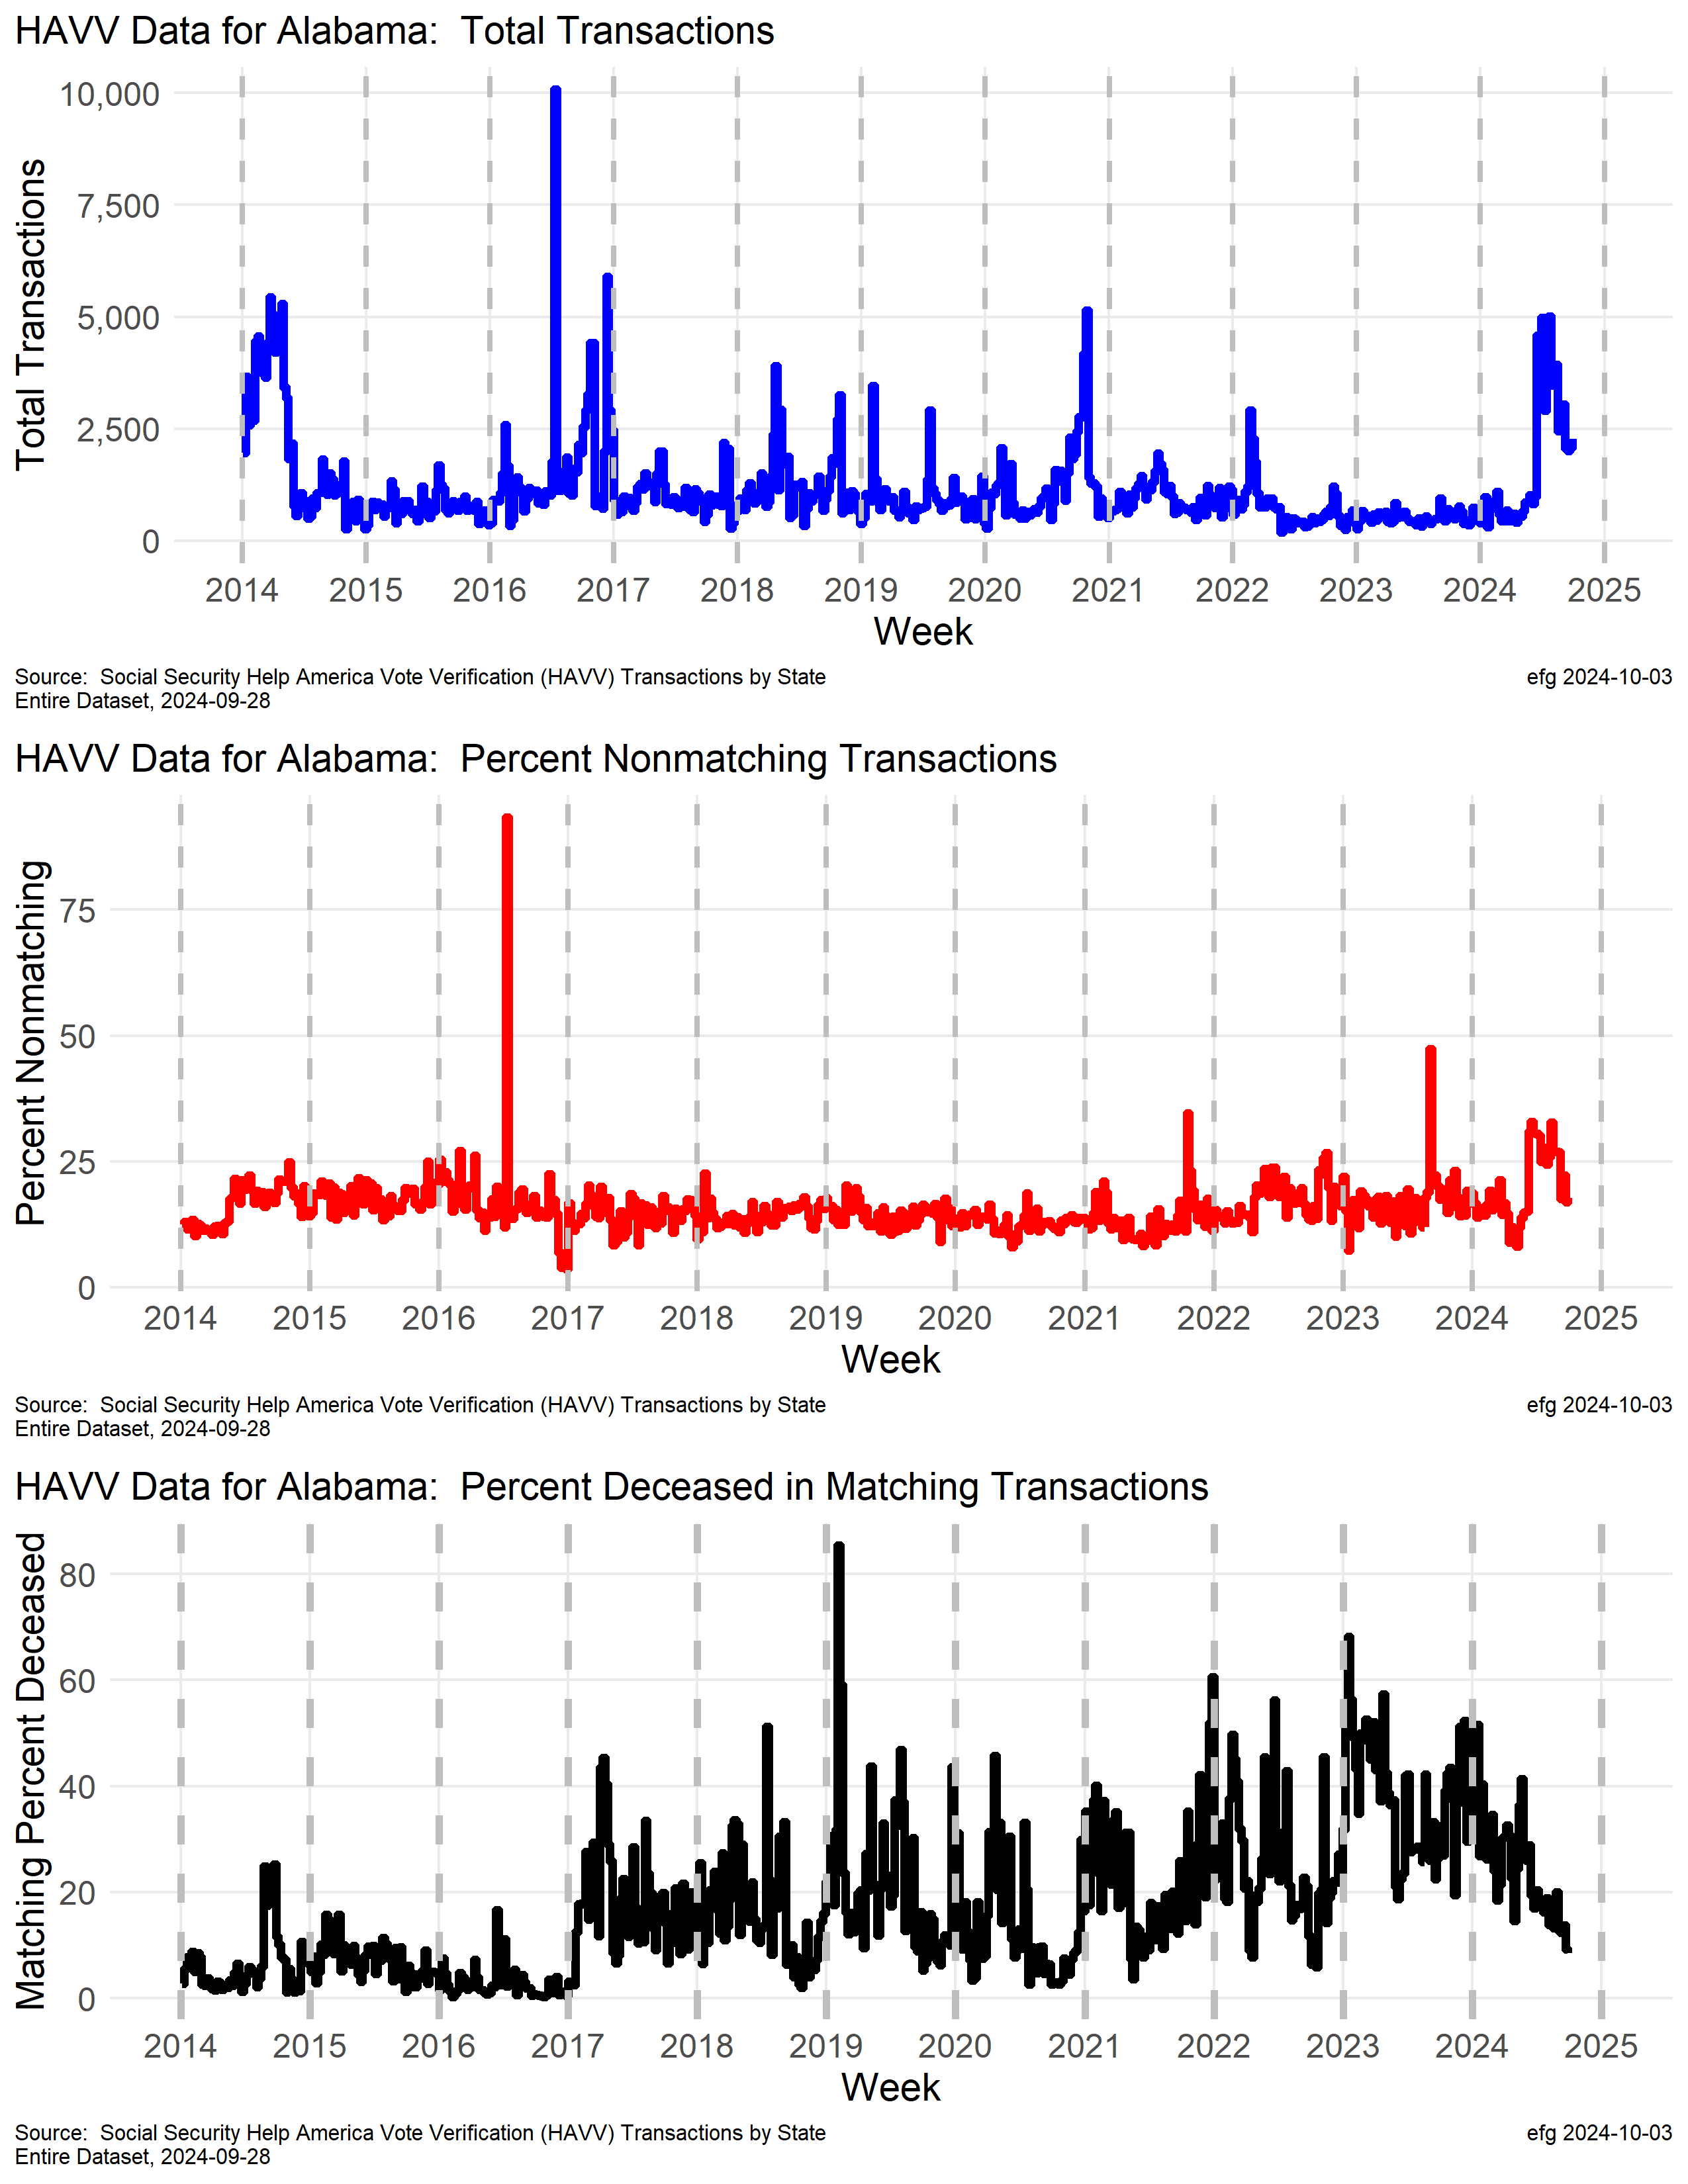 HAVV Data for Alabama:  Total Transactions
Total Transactions
10,000
7,500
5,000
2,500
0
2014 2015 2016 2017 2018 2019 2020 2021 2022 2023 2024 2025
Week
Source:  Social Security Help America Vote Verification (HAVV) Transactions by State
Entire Dataset, 2024-09-28
efg 2024-10-03
HAVV Data for Alabama:  Percent Nonmatching Transactions
Percent Nonmatching
75
50
25
0
2014 2015 2016 2017 2018 2019 2020 2021 2022 2023 2024 2025
Week
Source:  Social Security Help America Vote Verification (HAVV) Transactions by State
Entire Dataset, 2024-09-28
efg 2024-10-03
HAVV Data for Alabama:  Percent Deceased in Matching Transactions
Matching Percent Deceased
80
60
40
20
0
2014 2015 2016 2017 2018 2019 2020 2021 2022 2023 2024 2025
Week
Source:  Social Security Help America Vote Verification (HAVV) Transactions by State
Entire Dataset, 2024-09-28
efg 2024-10-03